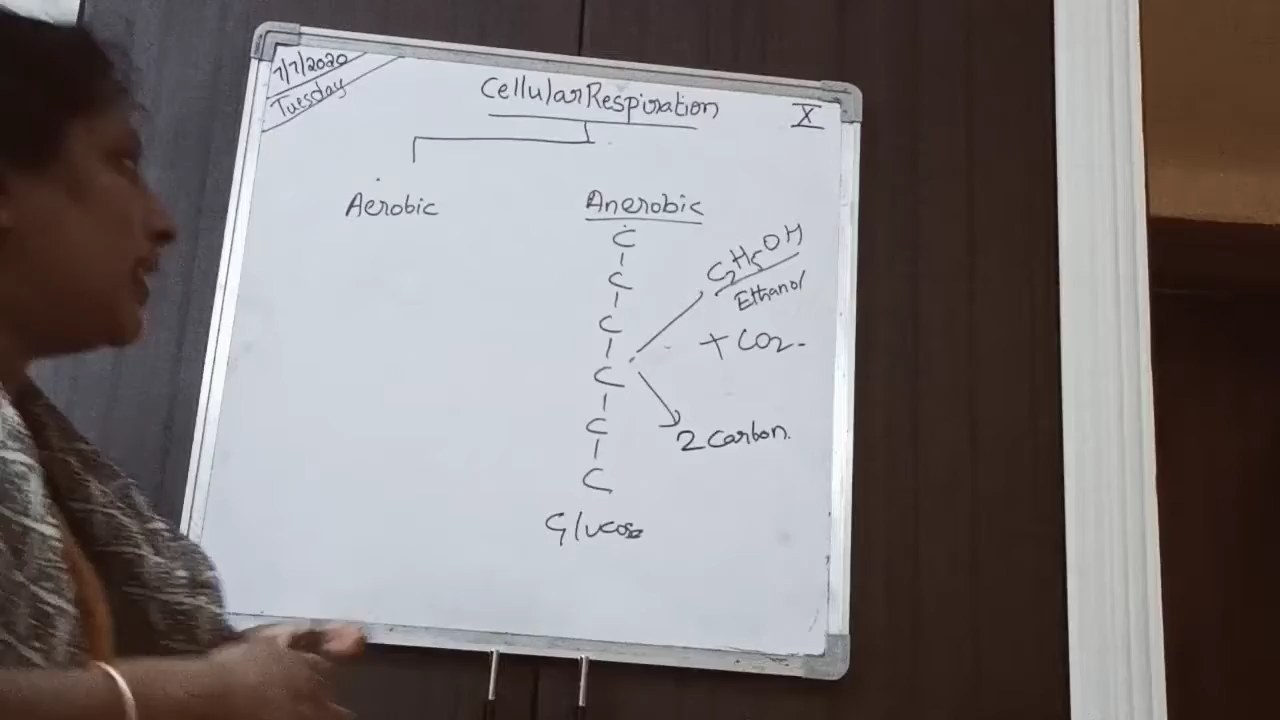 7/7/2020
Tuesday
Cellular Respiration
X
Aerobic
Anerobic
C
C
C
C
C
C
Glucose
C2H5OH
Ethanol
+ CO2
2 Carbon.